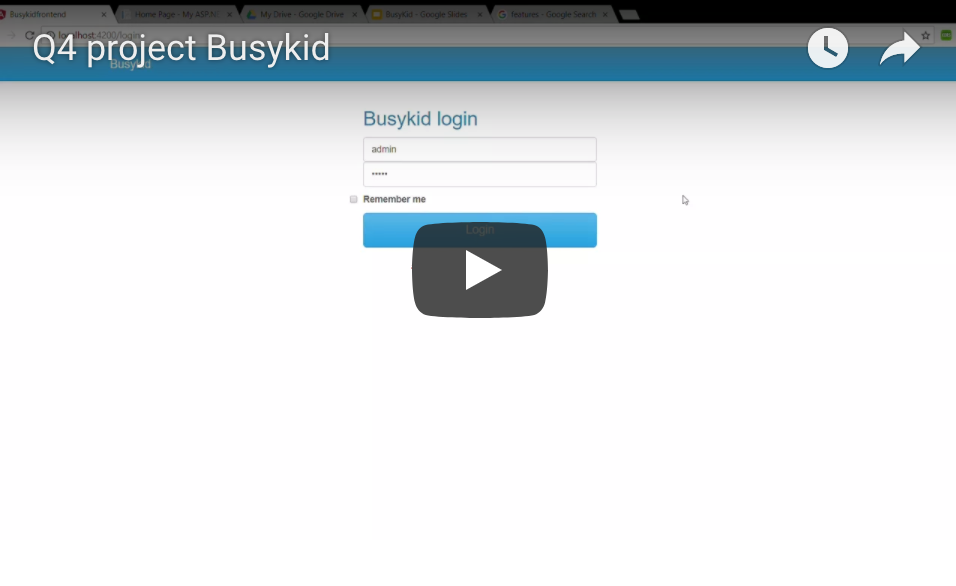 Busykidfrontend
Home Page - My ASP.N
My Drive - Google Drive
BusyKid - Google Slides
features - Google Search
localhost:4200/login
Q4 project Busykid
Busykid
Busykid login
admin
•••••
Remember me
Login